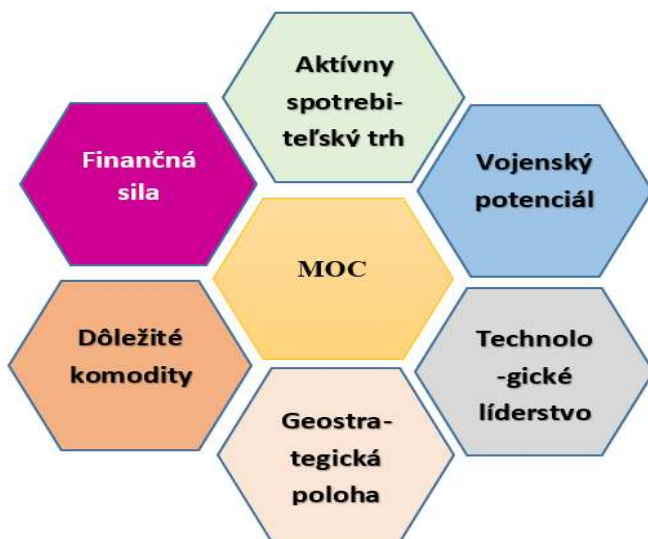 Aktívny
spotrebi-
teľský trh
Finančná
sila
Vojenský
potenciál
MOC
Dôležité
komodity
Technolo
-gické
líderstvo
Geostra-
tegická
poloha